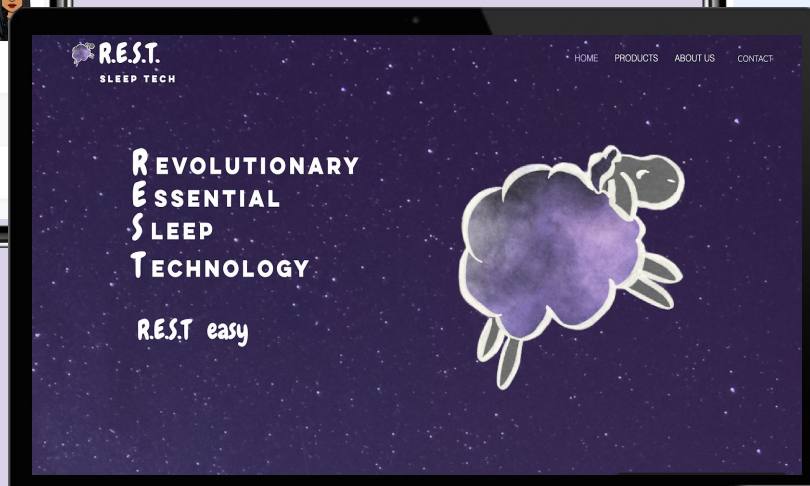 R.E.S.T.
SLEEP TECH
HOME PRODUCTS ABOUT US CONTACT
REVOLUTIONARY
ESSENTIAL
SLEEP
TECHNOLOGY
R.E.S.T easy